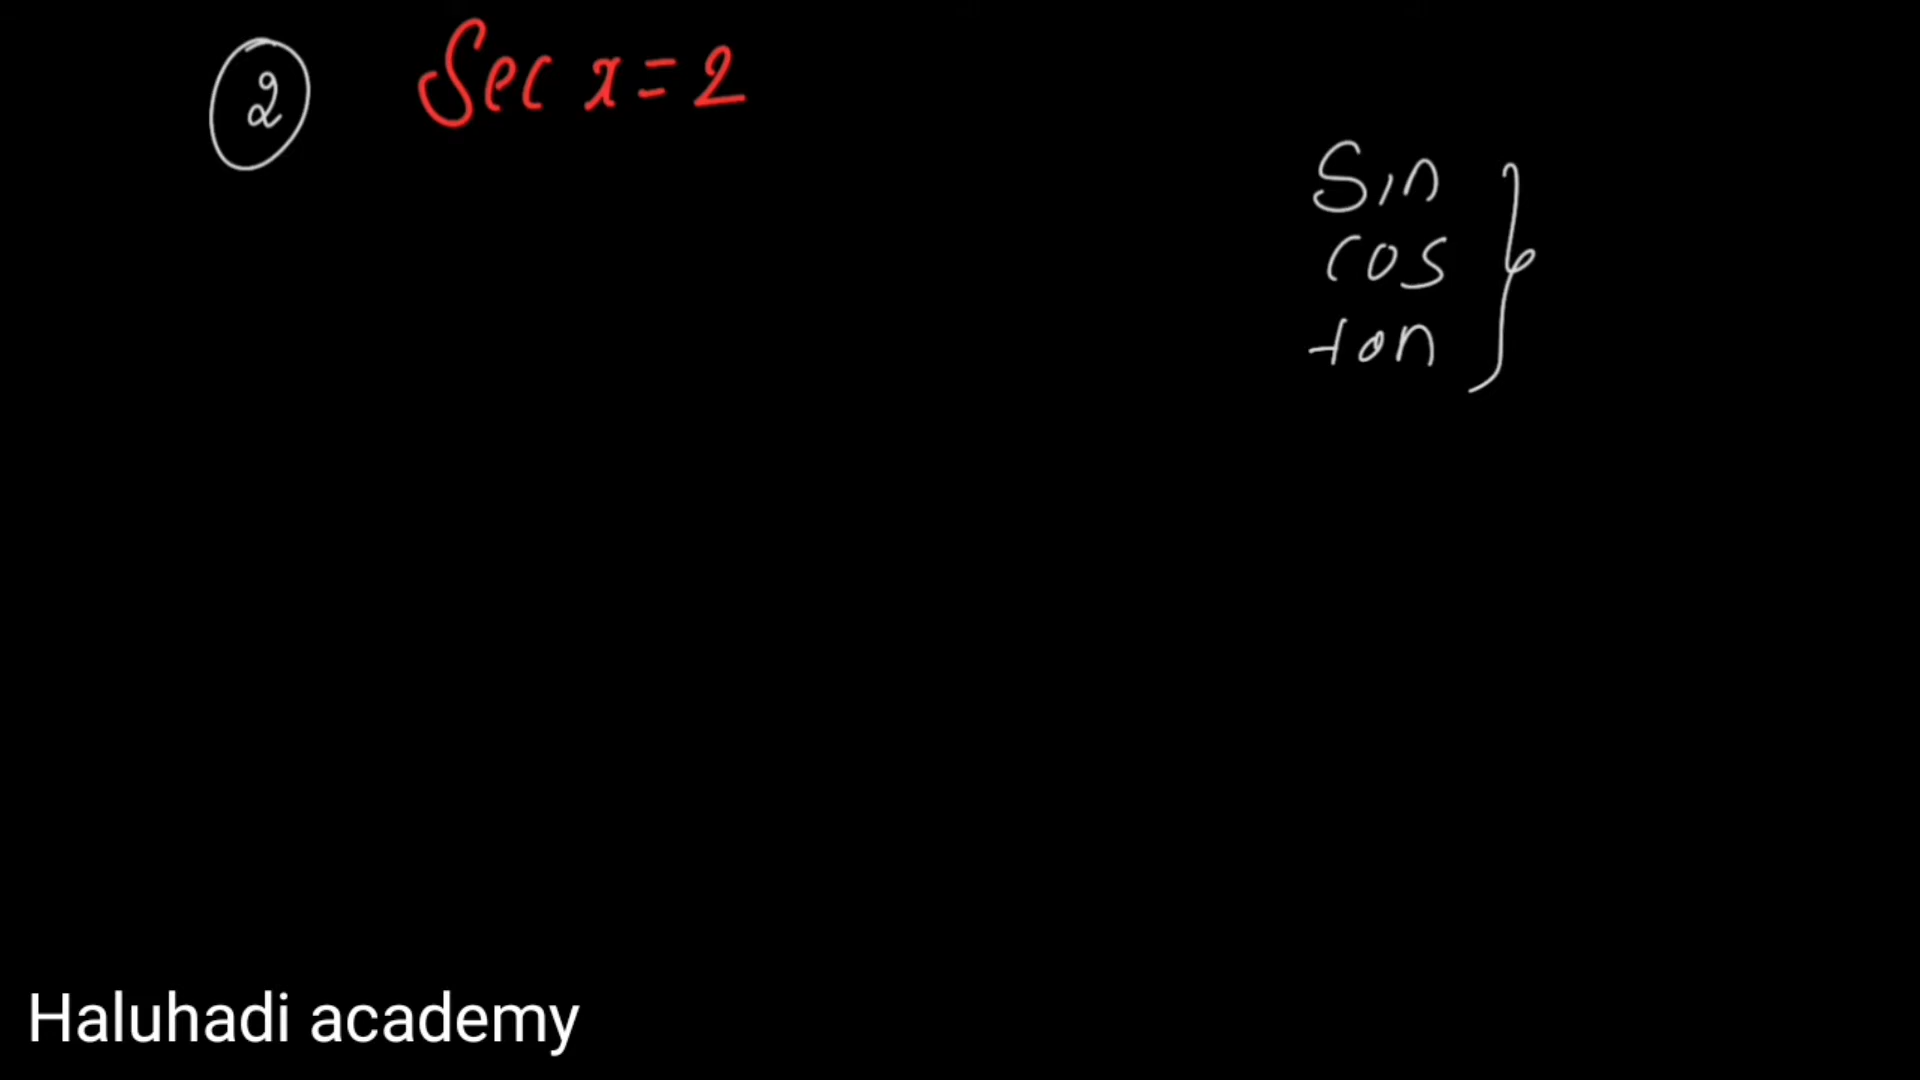 2 Sec x = 2
Sin
cos
tan
Haluhadi academy